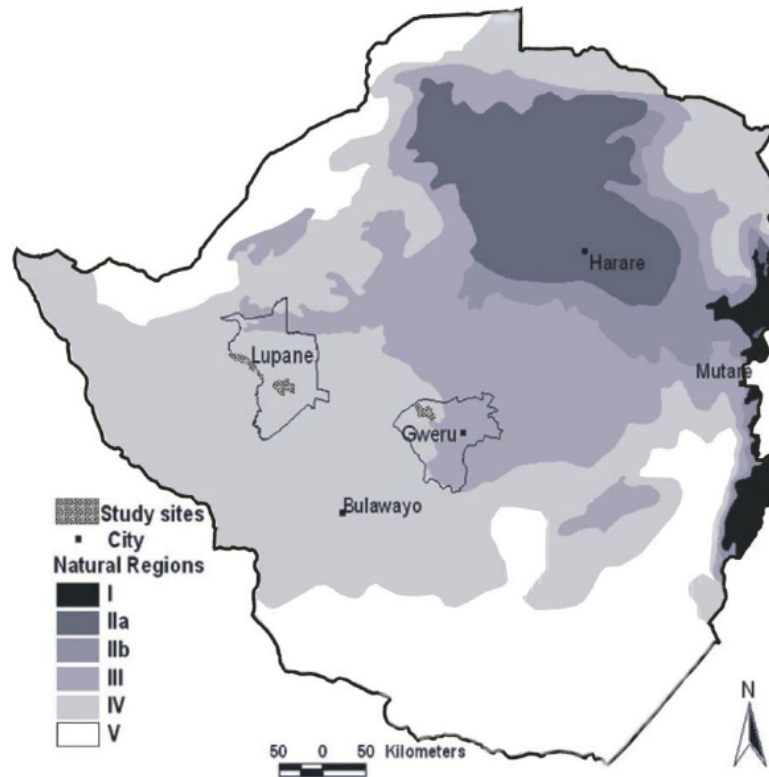 Harare
Lupane
Mutare
Gweru
Bulawayo
Study sites
City
Natural Regions
I
IIa
IIb
III
IV
V
N
50 0 50 Kilometers